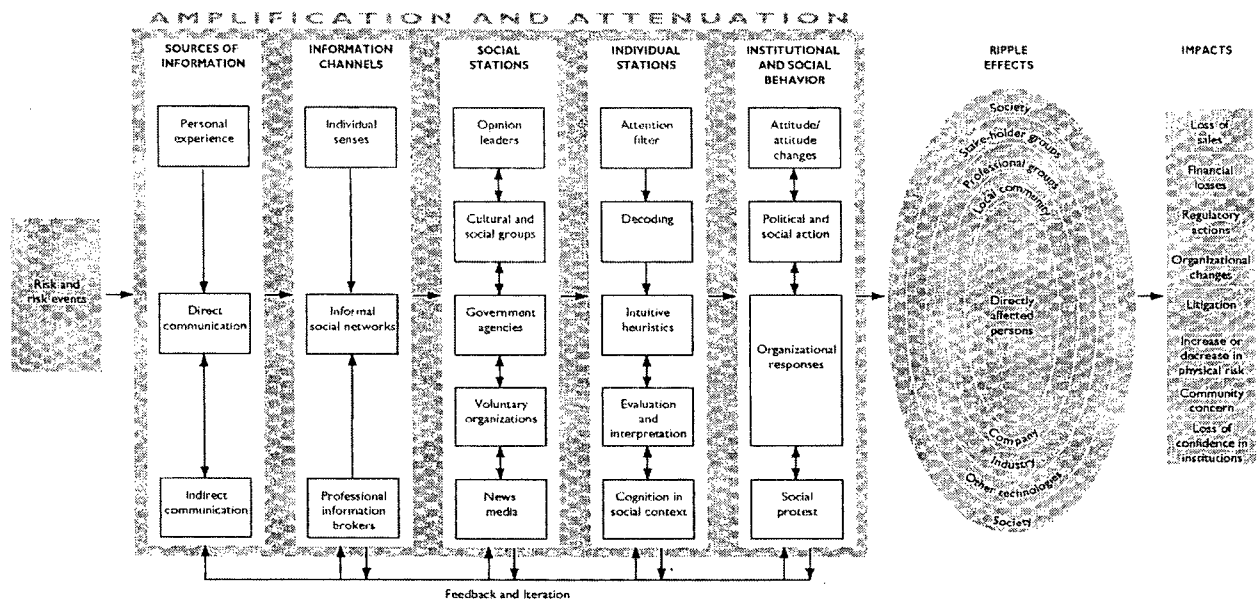 AMPLIFICATION AND ATTENUATION
SOURCES OF
INFORMATION
Personal
experience
Direct
communication
Indirect
communication
INFORMATION
CHANNELS
Individual
senses
Informal
social networks
Professional
information
brokers
SOCIAL
STATIONS
Opinion
leaders
Cultural and
social groups
Government
agencies
Voluntary
organizations
News
media
INDIVIDUAL
STATIONS
Attention
filter
Decoding
Intuitive
heuristics
Evaluation
and
interpretation
Cognition in
social context
INSTITUTIONAL
AND SOCIAL
BEHAVIOR
Attitude/
attitude
changes
Political and
social action
Organizational
responses
Social
protest
Risk and
risk events
RIPPLE
EFFECTS
Society
Stake-holder groups
Professional groups
Local community
Directly
affected
persons
Company
Industry
Other technologies
Society
IMPACTS
Loss of
sales
Financial
losses
Regulatory
actions
Organizational
changes
Litigation
Increase or
decrease in
physical risk
Community
concern
Loss of
confidence in
institutions
Feedback and Iteration